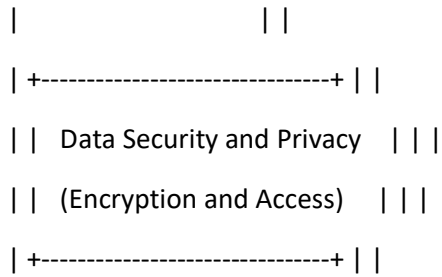 |                              | |
| +--------------------------------+ | |
| |   Data Security and Privacy    | | |
| |   (Encryption and Access)    | | |
| +--------------------------------+ | |